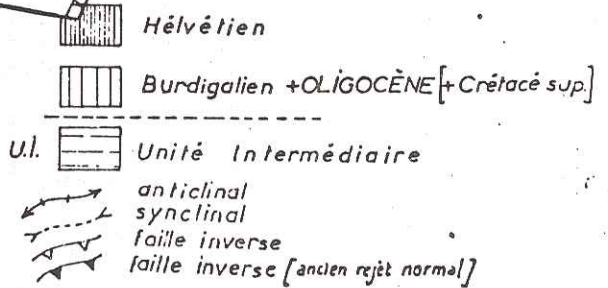 Hélvétien
Burdigalien +OLIGOCÈNE [+ Crétacé sup.]
U.I. Unité Intermédiaire
anticlinal
synclinal
faille inverse
faille inverse [ancien rejèt normal]